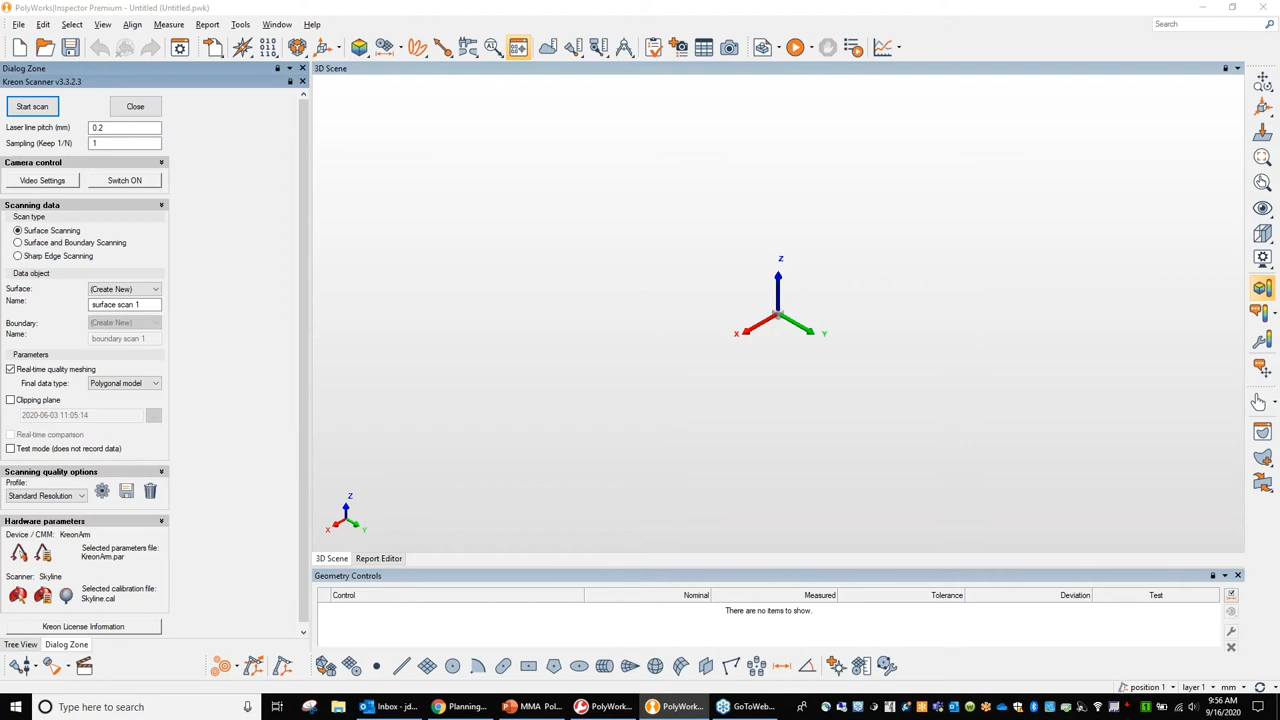 PolyWorks|Inspector Premium - Untitled (Untitled.pwk)
File Edit Select View Align Measure Report Tools Window Help
Search
Dialog Zone
3D Scene
Kreon Scanner v3.3.2.3
Start scan Close
Laser line pitch (mm) 0.2
Sampling (Keep 1/N) 1
Camera control
Video Settings Switch ON
Scanning data
Scan type
Surface Scanning
Surface and Boundary Scanning
Sharp Edge Scanning
Data object
Surface: (Create New)
Name: surface scan 1
Boundary: (Create New)
Name: boundary scan 1
Parameters
Real-time quality meshing
Final data type: Polygonal model
Clipping plane
2020-06-03 11:05:14 ...
Real-time comparison
Test mode (does not record data)
Scanning quality options
Profile:
Standard Resolution
Hardware parameters
Device / CMM: KreonArm
Selected parameters file:
KreonArm.par
Scanner: Skyline
Selected calibration file:
Skyline.cal
Kreon License Information
Tree View Dialog Zone
Z
X
Y
Z
X
Y
3D Scene Report Editor
Geometry Controls
Control Nominal Measured Tolerance Deviation Test
There are no items to show.
position 1 layer 1 mm
Type here to search
Inbox - jd...
Planning...
MMA Pol...
PolyWork...
PolyWork...
GoToWeb...
9:56 AM
9/16/2020